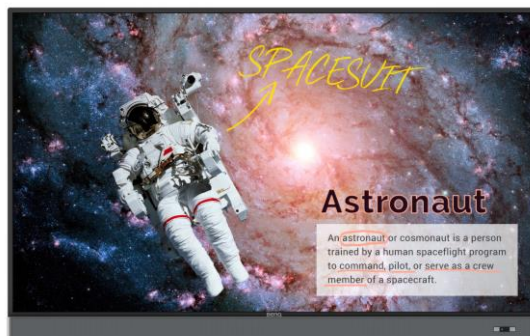 SPACESUIT
Astronaut
An astronaut or cosmonaut is a person
trained by a human spaceflight program
to command, pilot, or serve as a crew
member of a spacecraft.